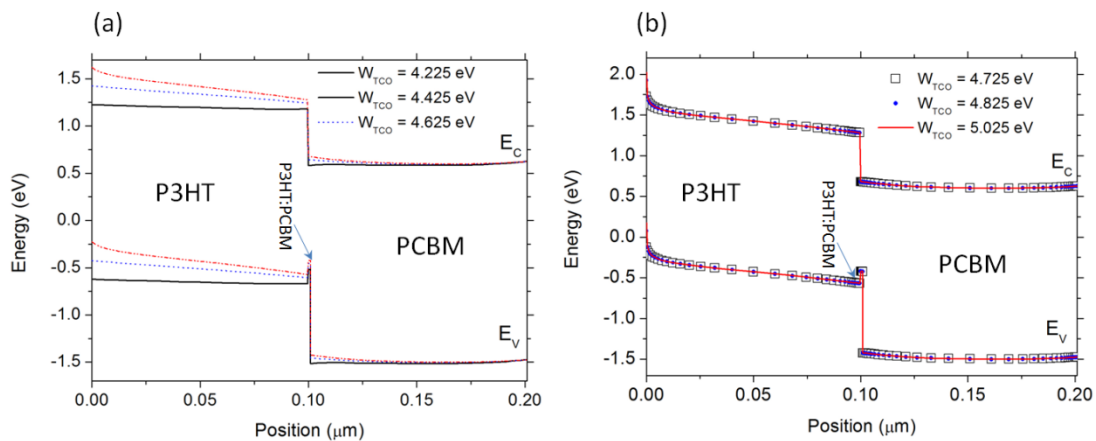 (a)
W_TCO = 4.225 eV
W_TCO = 4.425 eV
W_TCO = 4.625 eV
E_C
P3HT
P3HT:PCBM
PCBM
E_V
Energy (eV)
1.5
1.0
0.5
0.0
-0.5
-1.0
-1.5
0.00
0.05
0.10
0.15
0.20
Position (μm)
(b)
W_TCO = 4.725 eV
W_TCO = 4.825 eV
W_TCO = 5.025 eV
E_C
P3HT
P3HT:PCBM
PCBM
E_V
Energy (eV)
2.0
1.5
1.0
0.5
0.0
-0.5
-1.0
-1.5
0.00
0.05
0.10
0.15
0.20
Position (μm)